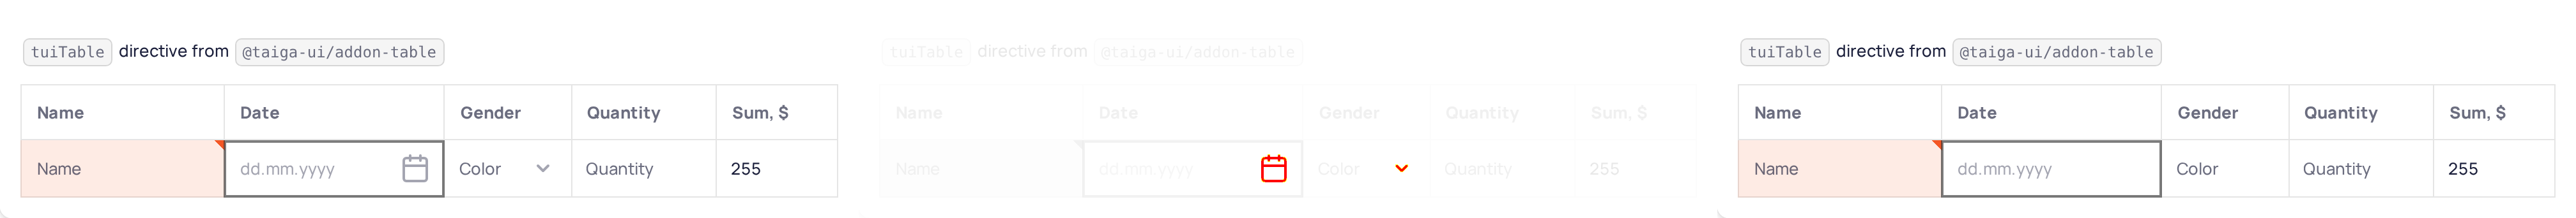 tuiTable directive from @taiga-ui/addon-table
Name Date Gender Quantity Sum, $
Name dd.mm.yyyy Color Quantity 255
tuiTable directive from @taiga-ui/addon-table
Name Date Gender Quantity Sum, $
Name dd.mm.yyyy Color Quantity 255
tuiTable directive from @taiga-ui/addon-table
Name Date Gender Quantity Sum, $
Name dd.mm.yyyy Color Quantity 255